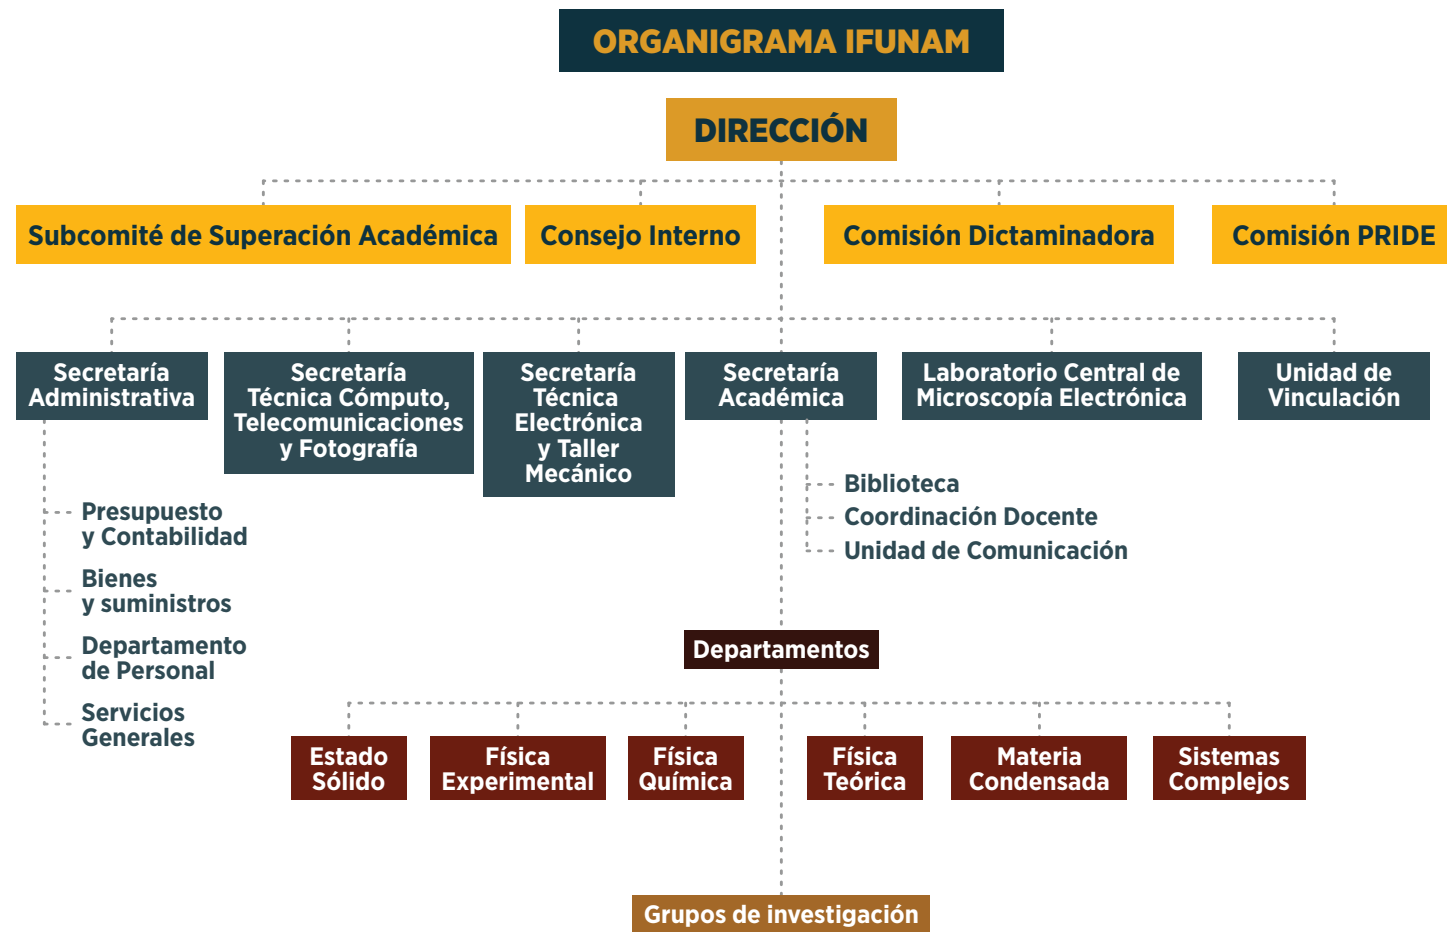 ORGANIGRAMA IFUNAM
DIRECCIÓN
Subcomité de Superación Académica
Consejo Interno
Comisión Dictaminadora
Comisión PRIDE
Secretaría
Administrativa
Secretaría
Técnica Cómputo,
Telecomunicaciones
y Fotografía
Secretaría
Técnica
Electrónica
y Taller
Mecánico
Secretaría
Académica
Laboratorio Central de
Microscopía Electrónica
Unidad de
Vinculación
Presupuesto
y Contabilidad
Bienes
y suministros
Departamento
de Personal
Servicios
Generales
Biblioteca
Coordinación Docente
Unidad de Comunicación
Departamentos
Estado
Sólido
Física
Experimental
Física
Química
Física
Teórica
Materia
Condensada
Sistemas
Complejos
Grupos de investigación